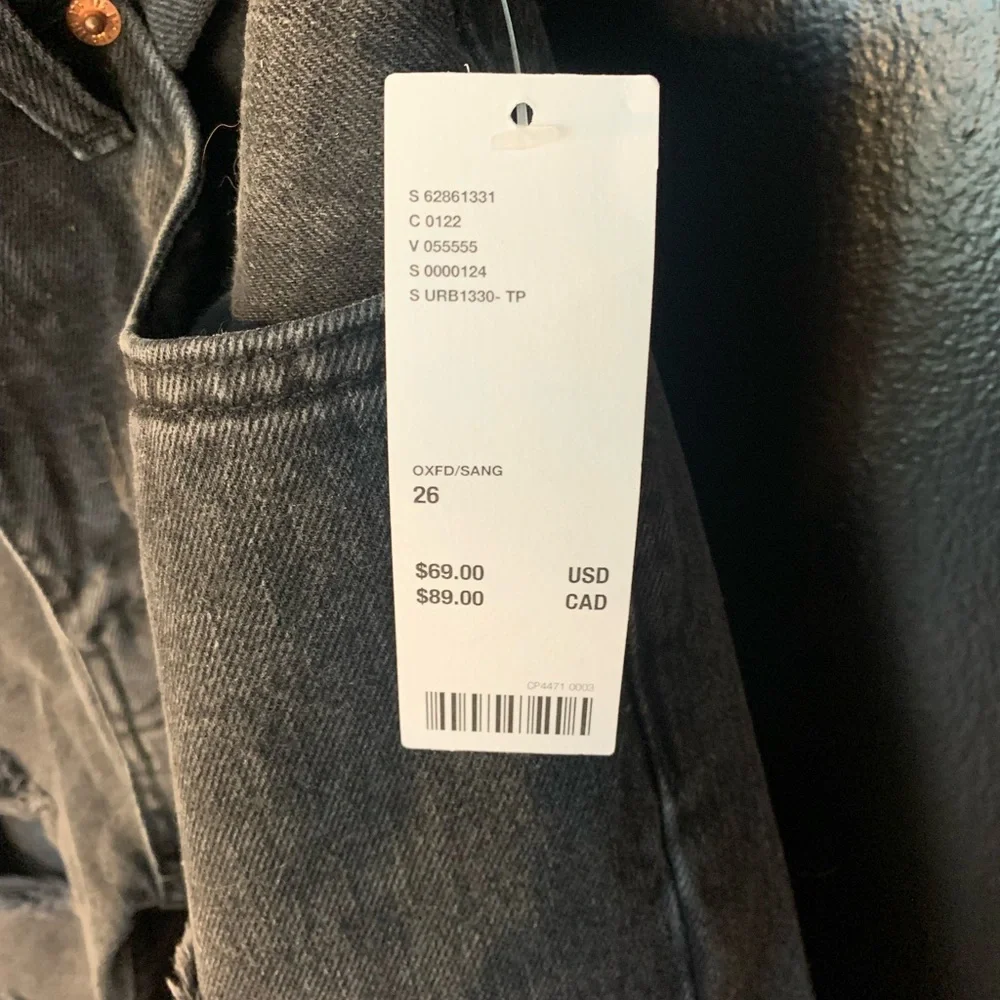 S 62861331
C 0122
V 055555
S 0000124
S URB1330- TP
OXFD/SANG
26
$69.00 USD
$89.00 CAD
CP4471 0003